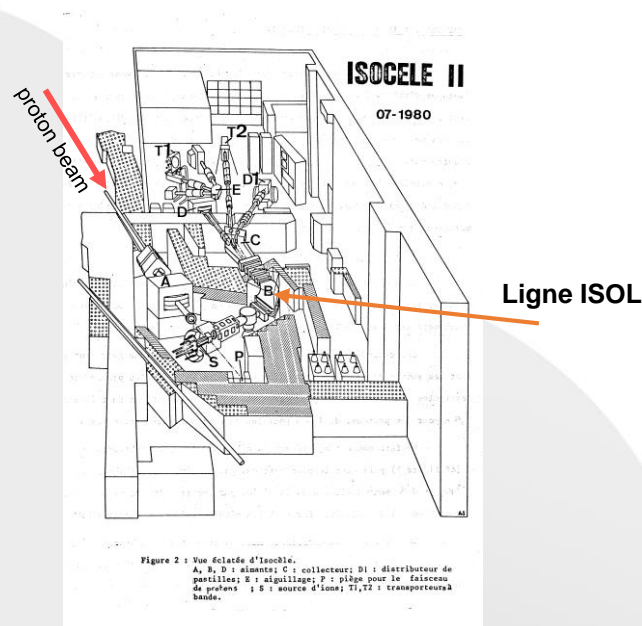 ISOCELE II
07-1980
proton beam
T1
T2
E
D1
D
C
A
B
Ligne ISOL
S
P
Figure 2 : Vue éclatée d'Isocèle.
A, B, D : aimants; C : collecteur; D1 : distributeur de
pastilles; E : aiguillage; P : piège pour le faisceau
de protons ; S : source d'ions; T1,T2 : transporteurs à
bande.